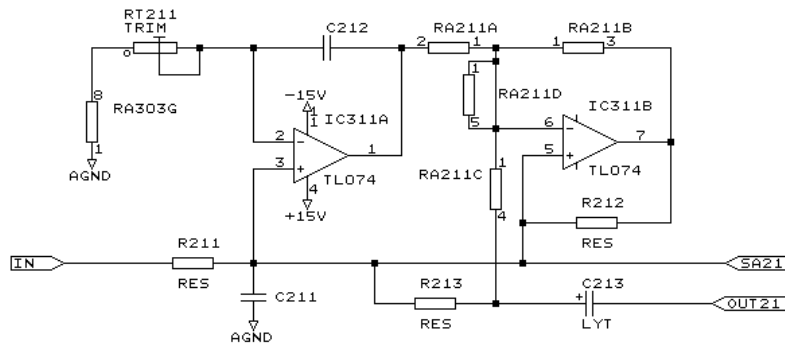 RT211
TRIM
C212
RA211A
RA211B
2
1
1
3
8
RA303G
1
AGND
-15V
1
1
IC311A
2
3
1
4
TL074
+15V
1
RA211D
5
IC311B
6
5
7
TL074
RA211C
1
4
R212
RES
IN
R211
RES
SA21
C211
AGND
R213
RES
C213
+
LYT
OUT21